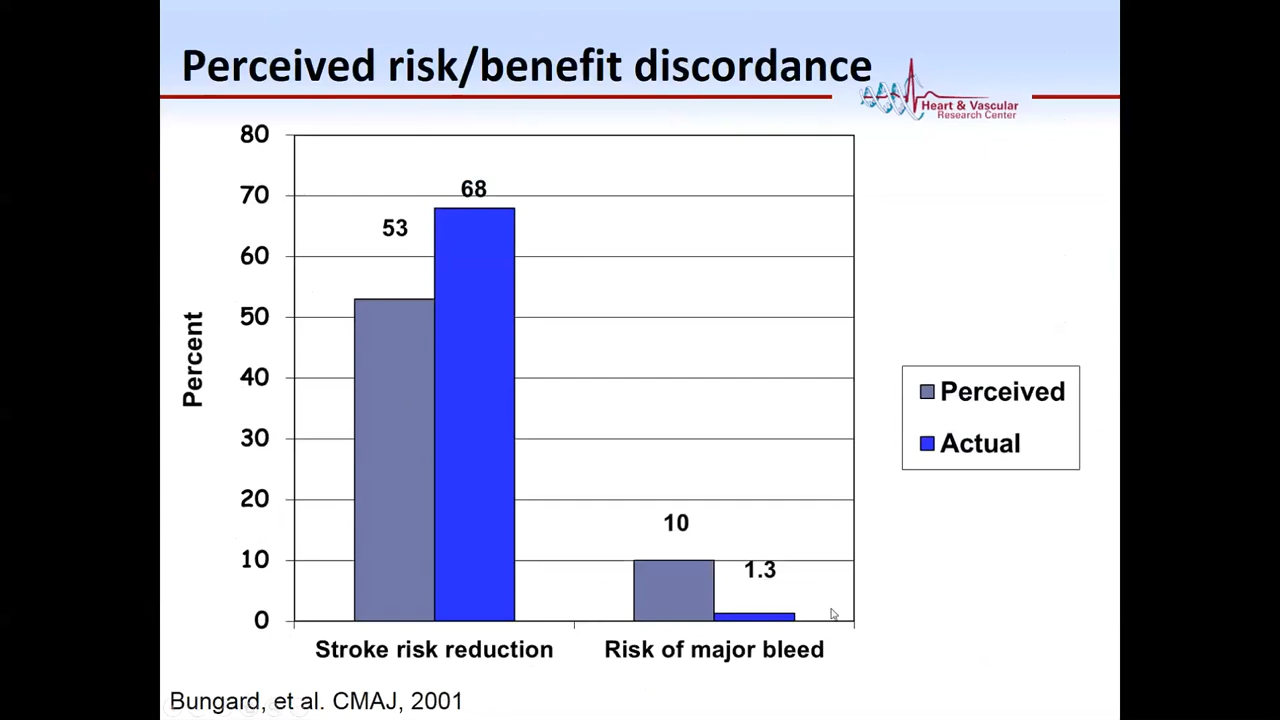 Perceived risk/benefit discordance
Heart & Vascular
Research Center
80
70
60
50
40
30
20
10
0
Percent
53
68
10
1.3
Stroke risk reduction
Risk of major bleed
Perceived
Actual
Bungard, et al. CMAJ, 2001